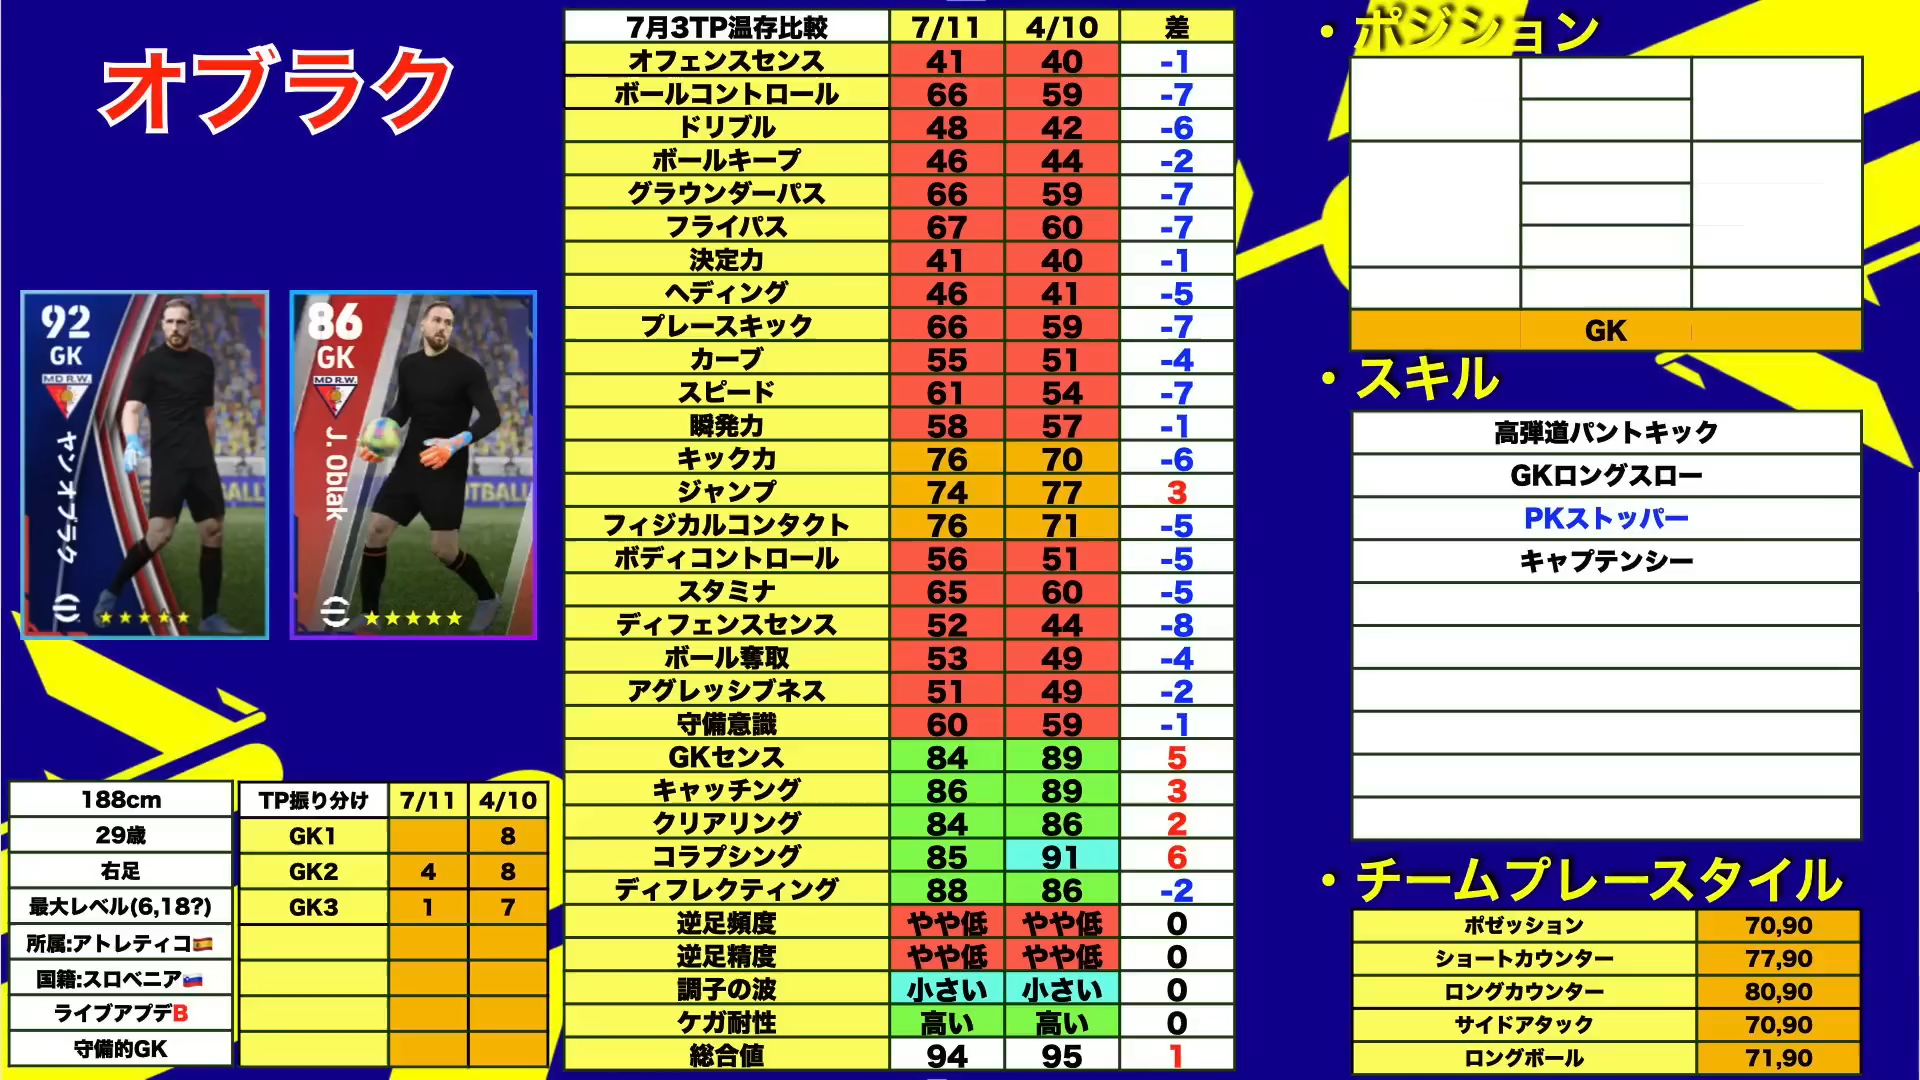 オブラク
92
GK
MD R.W.
ヤン オブラク
★★★★★
86
GK
MD R.W.
J. Oblak
★★★★★
188cm
29歳
右足
最大レベル(6,18?)
所属:アトレティコ🇪🇸
国籍:スロベニア🇸🇮
ライブアプデB
守備的GK
TP振り分け 7/11 4/10
GK1 8
GK2 4 8
GK3 1 7
7月3TP温存比較 7/11 4/10 差
オフェンスセンス 41 40 -1
ボールコントロール 66 59 -7
ドリブル 48 42 -6
ボールキープ 46 44 -2
グラウンダーパス 66 59 -7
フライパス 67 60 -7
決定力 41 40 -1
ヘディング 46 41 -5
プレースキック 66 59 -7
カーブ 55 51 -4
スピード 61 54 -7
瞬発力 58 57 -1
キック力 76 70 -6
ジャンプ 74 77 3
フィジカルコンタクト 76 71 -5
ボディコントロール 56 51 -5
スタミナ 65 60 -5
ディフェンスセンス 52 44 -8
ボール奪取 53 49 -4
アグレッシブネス 51 49 -2
守備意識 60 59 -1
GKセンス 84 89 5
キャッチング 86 89 3
クリアリング 84 86 2
コラプシング 85 91 6
ディフレクティング 88 86 -2
逆足頻度 やや低 やや低 0
逆足精度 やや低 やや低 0
調子の波 小さい 小さい 0
ケガ耐性 高い 高い 0
総合値 94 95 1
・ポジション
GK
・スキル
高弾道パントキック
GKロングスロー
PKストッパー
キャプテンシー
・チームプレースタイル
ポゼッション 70,90
ショートカウンター 77,90
ロングカウンター 80,90
サイドアタック 70,90
ロングボール 71,90